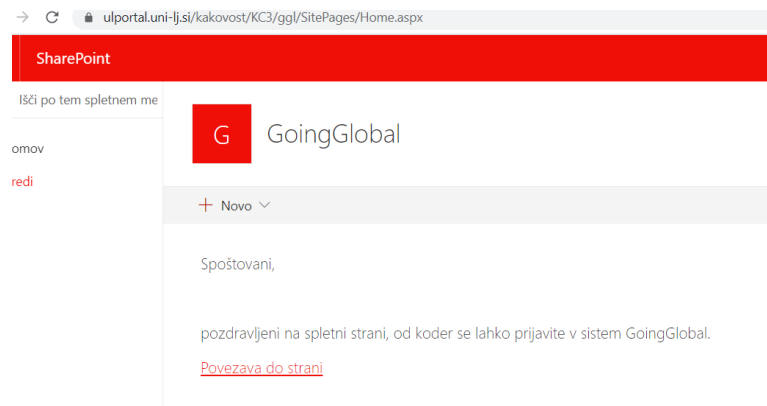 ulportal.uni-lj.si/kakovost/KC3/ggl/SitePages/Home.aspx
SharePoint
Išči po tem spletnem me
omov
redi
G GoingGlobal
+ Novo
Spoštovani,
pozdravljeni na spletni strani, od koder se lahko prijavite v sistem GoingGlobal.
Povezava do strani